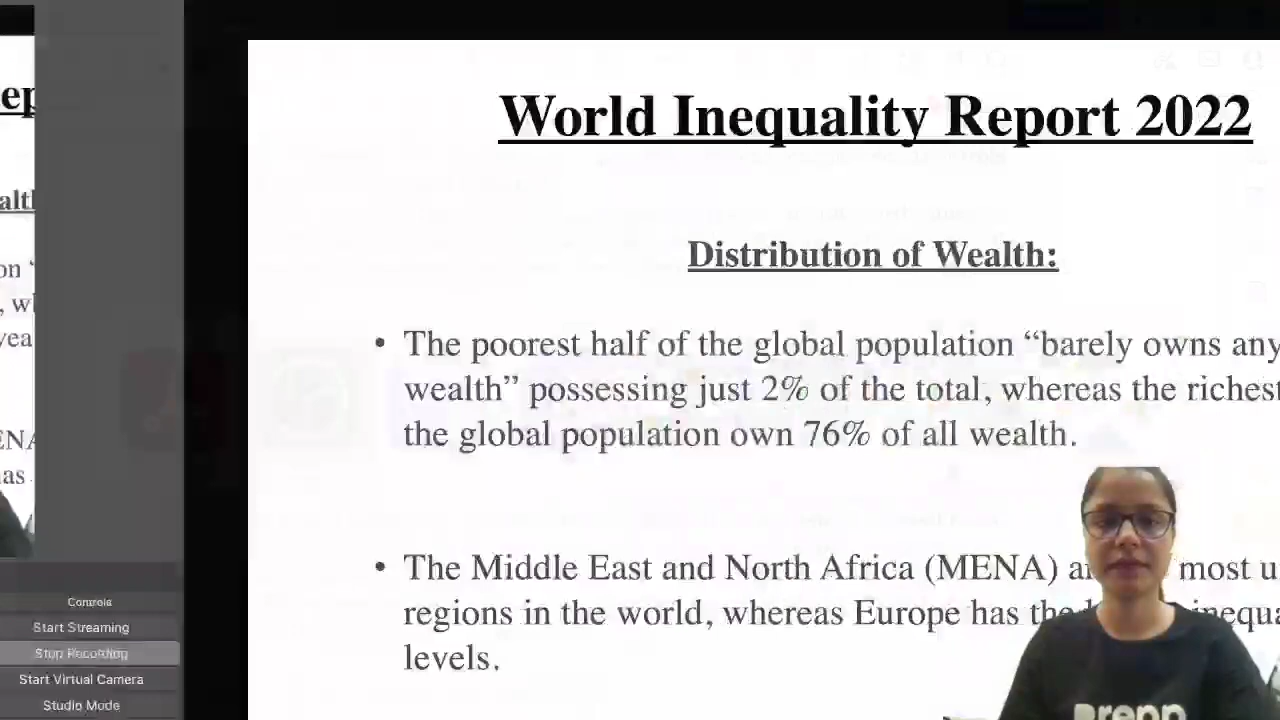 World Inequality Report 2022
Distribution of Wealth:
• The poorest half of the global population “barely owns any
wealth” possessing just 2% of the total, whereas the
the global population own 76% of all wealth.
• The Middle East and North Africa (MENA) most
regions in the world, whereas Europe has the
levels.
Controls
Start Streaming
Stop Recording
Start Virtual Camera
Studio Mode